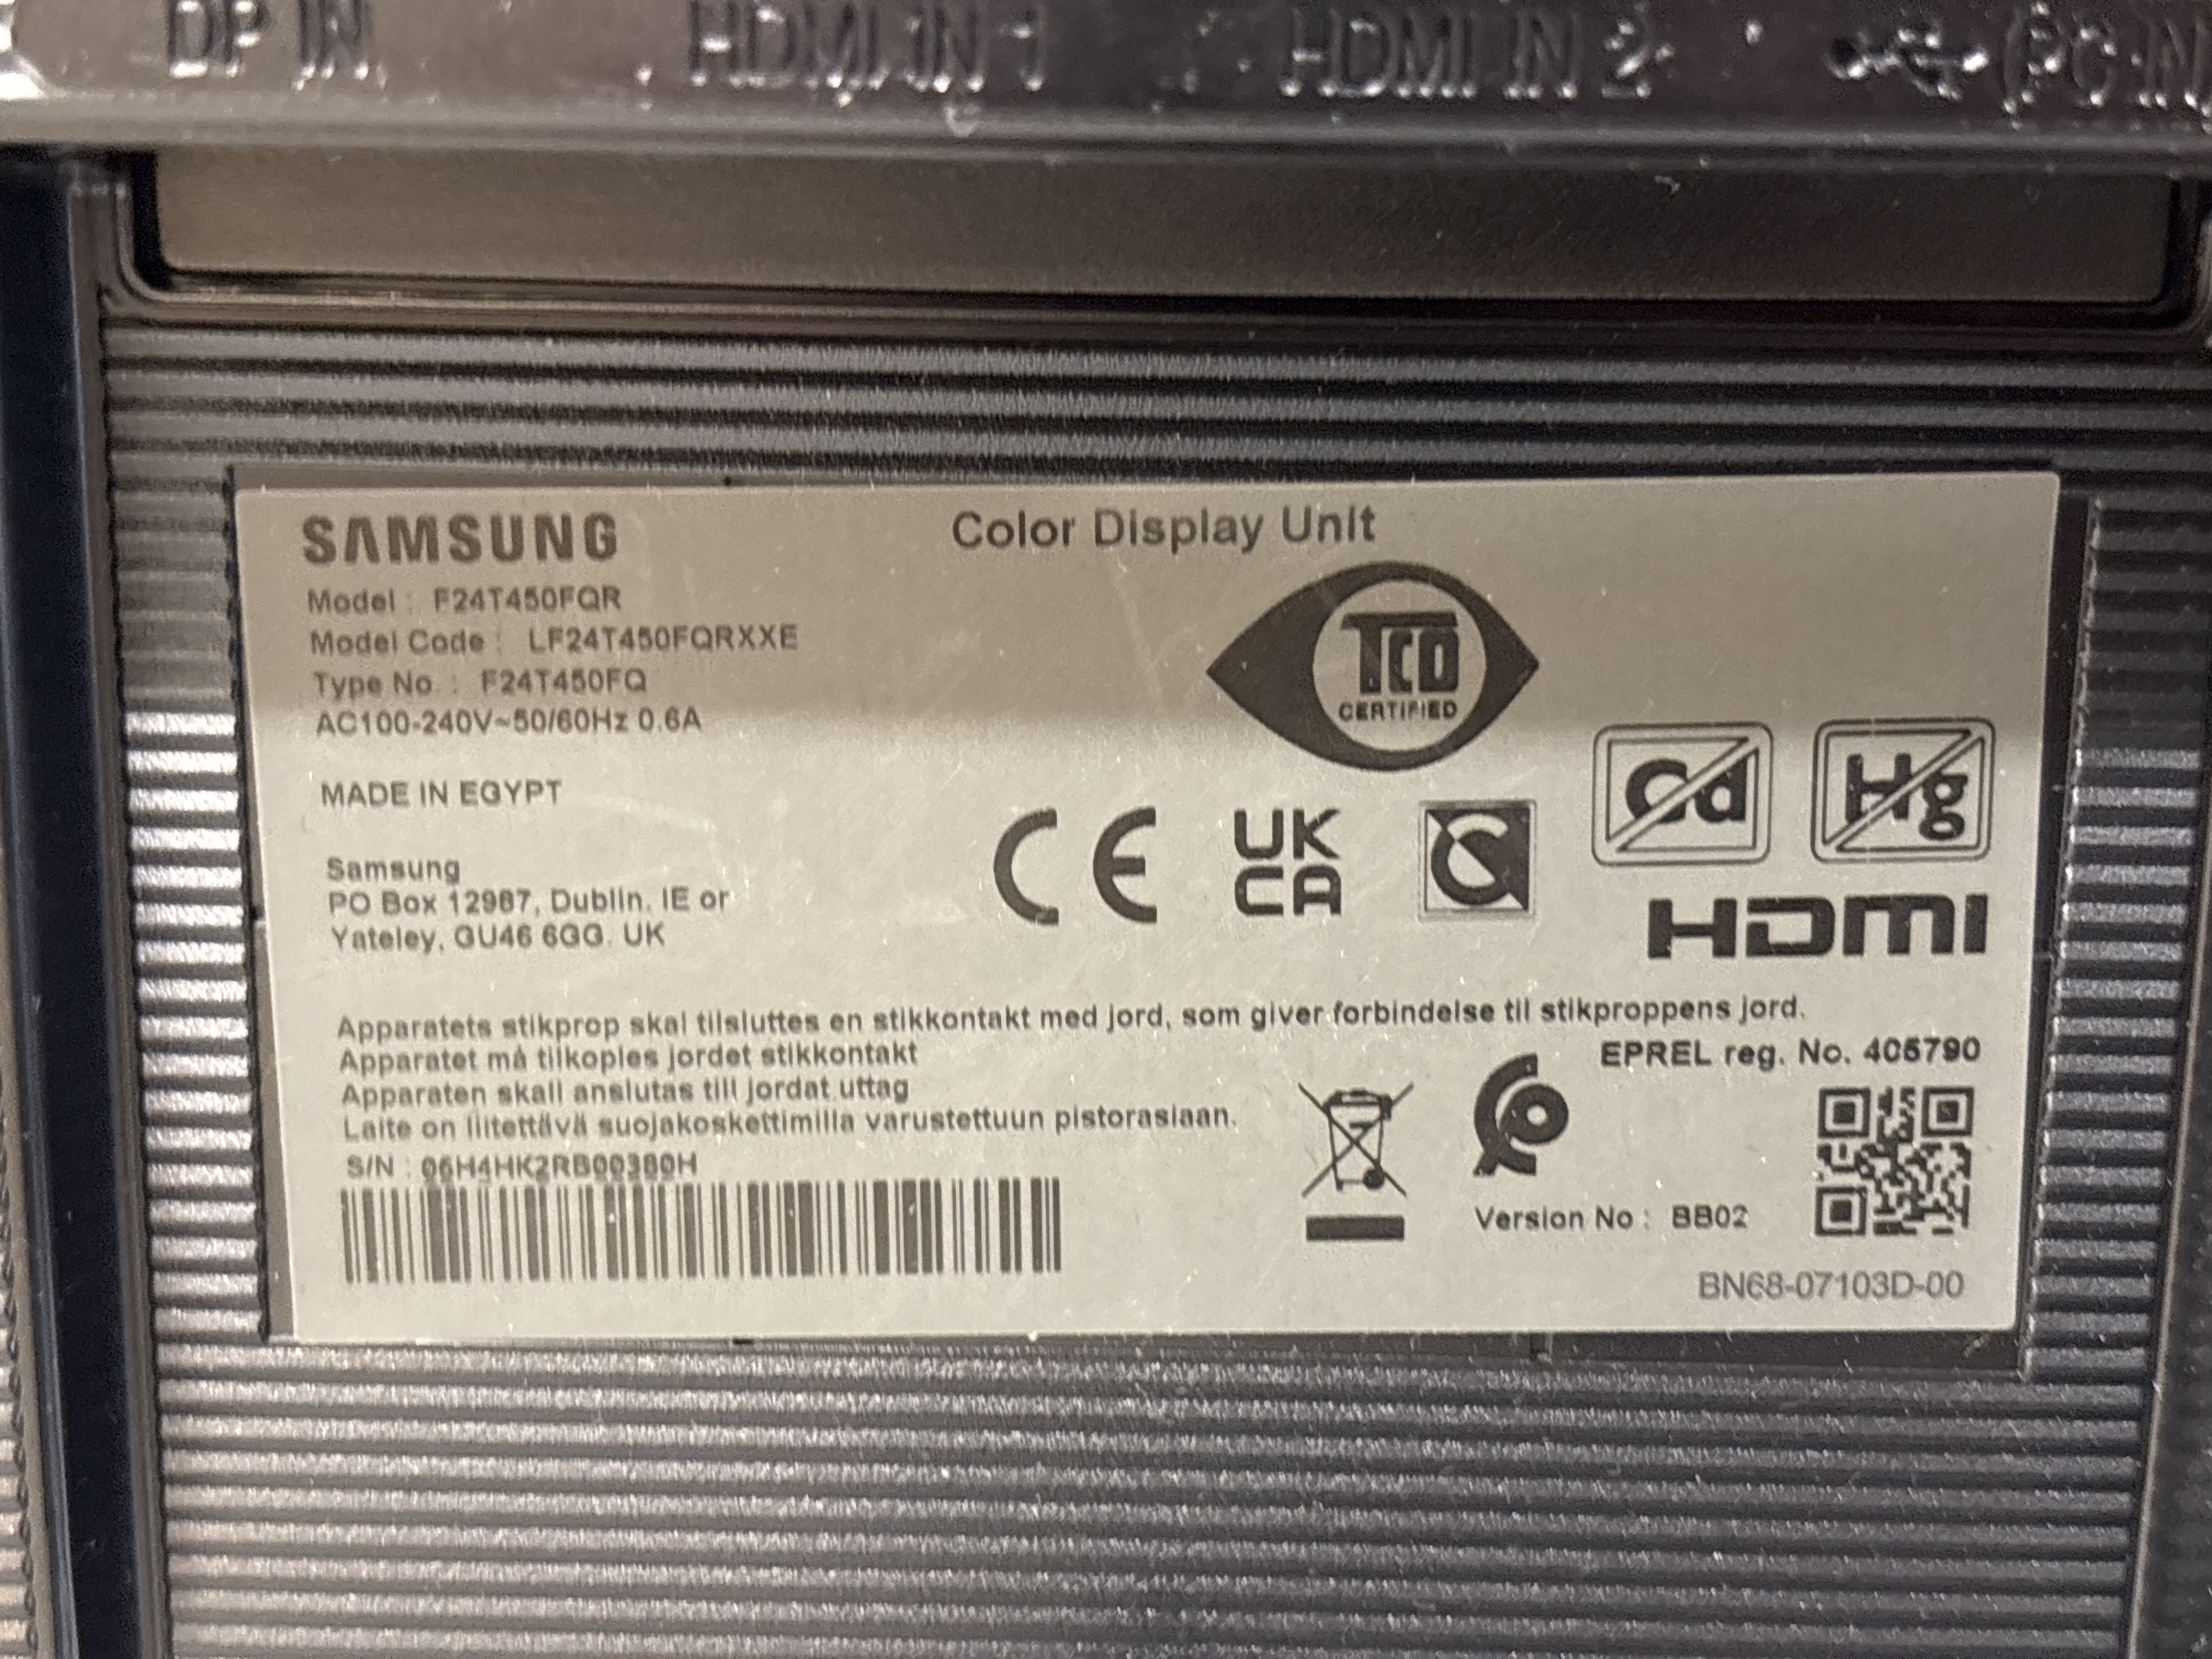 DP IN
HDMI IN 1
HDMI IN 2
(PC IN
SAMSUNG
Color Display Unit
Model : F24T450FQR
Model Code : LF24T450FQRXXE
Type No. : F24T450FQ
AC100-240V~50/60Hz 0.6A
TCO
CERTIFIED
MADE IN EGYPT
Cd
Hg
CE
UK
CA
Samsung
PO Box 12987, Dublin. IE or
Yateley, GU46 6GG. UK
HDMI
Apparatets stikprop skal tilsluttes en stikkontakt med jord, som giver forbindelse til stikproppens jord.
Apparatet må tilkoples jordet stikkontakt
Apparaten skall anslutas till jordat uttag
Laite on liitettävä suojakoskettimilla varustettuun pistorasiaan.
EPREL reg. No. 405790
S/N : 06H4HK2RB00380H
Version No : BB02
BN68-07103D-00